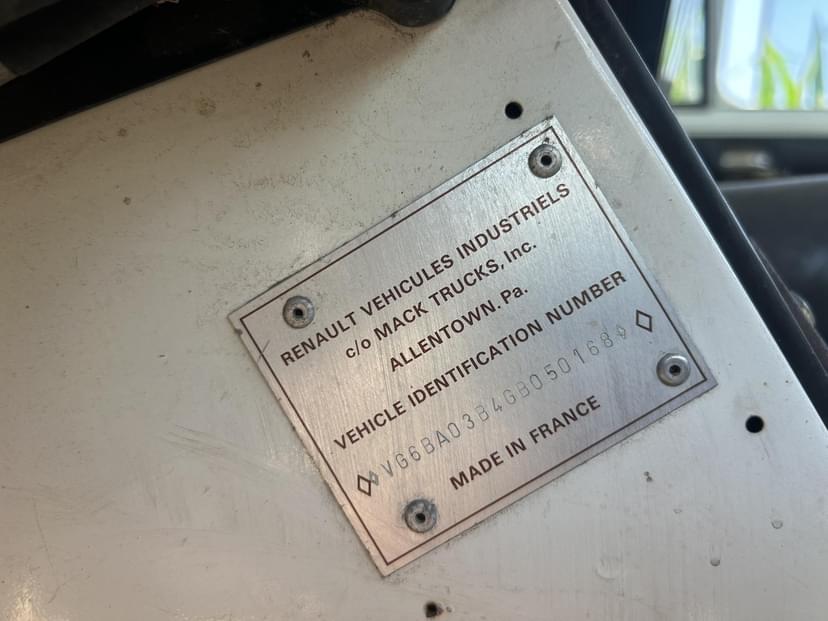 RENAULT VEHICULES INDUSTRIELS
c/o MACK TRUCKS, Inc.
ALLENTOWN. Pa.
VEHICLE IDENTIFICATION NUMBER
VG6BA03B4GB050168
MADE IN FRANCE